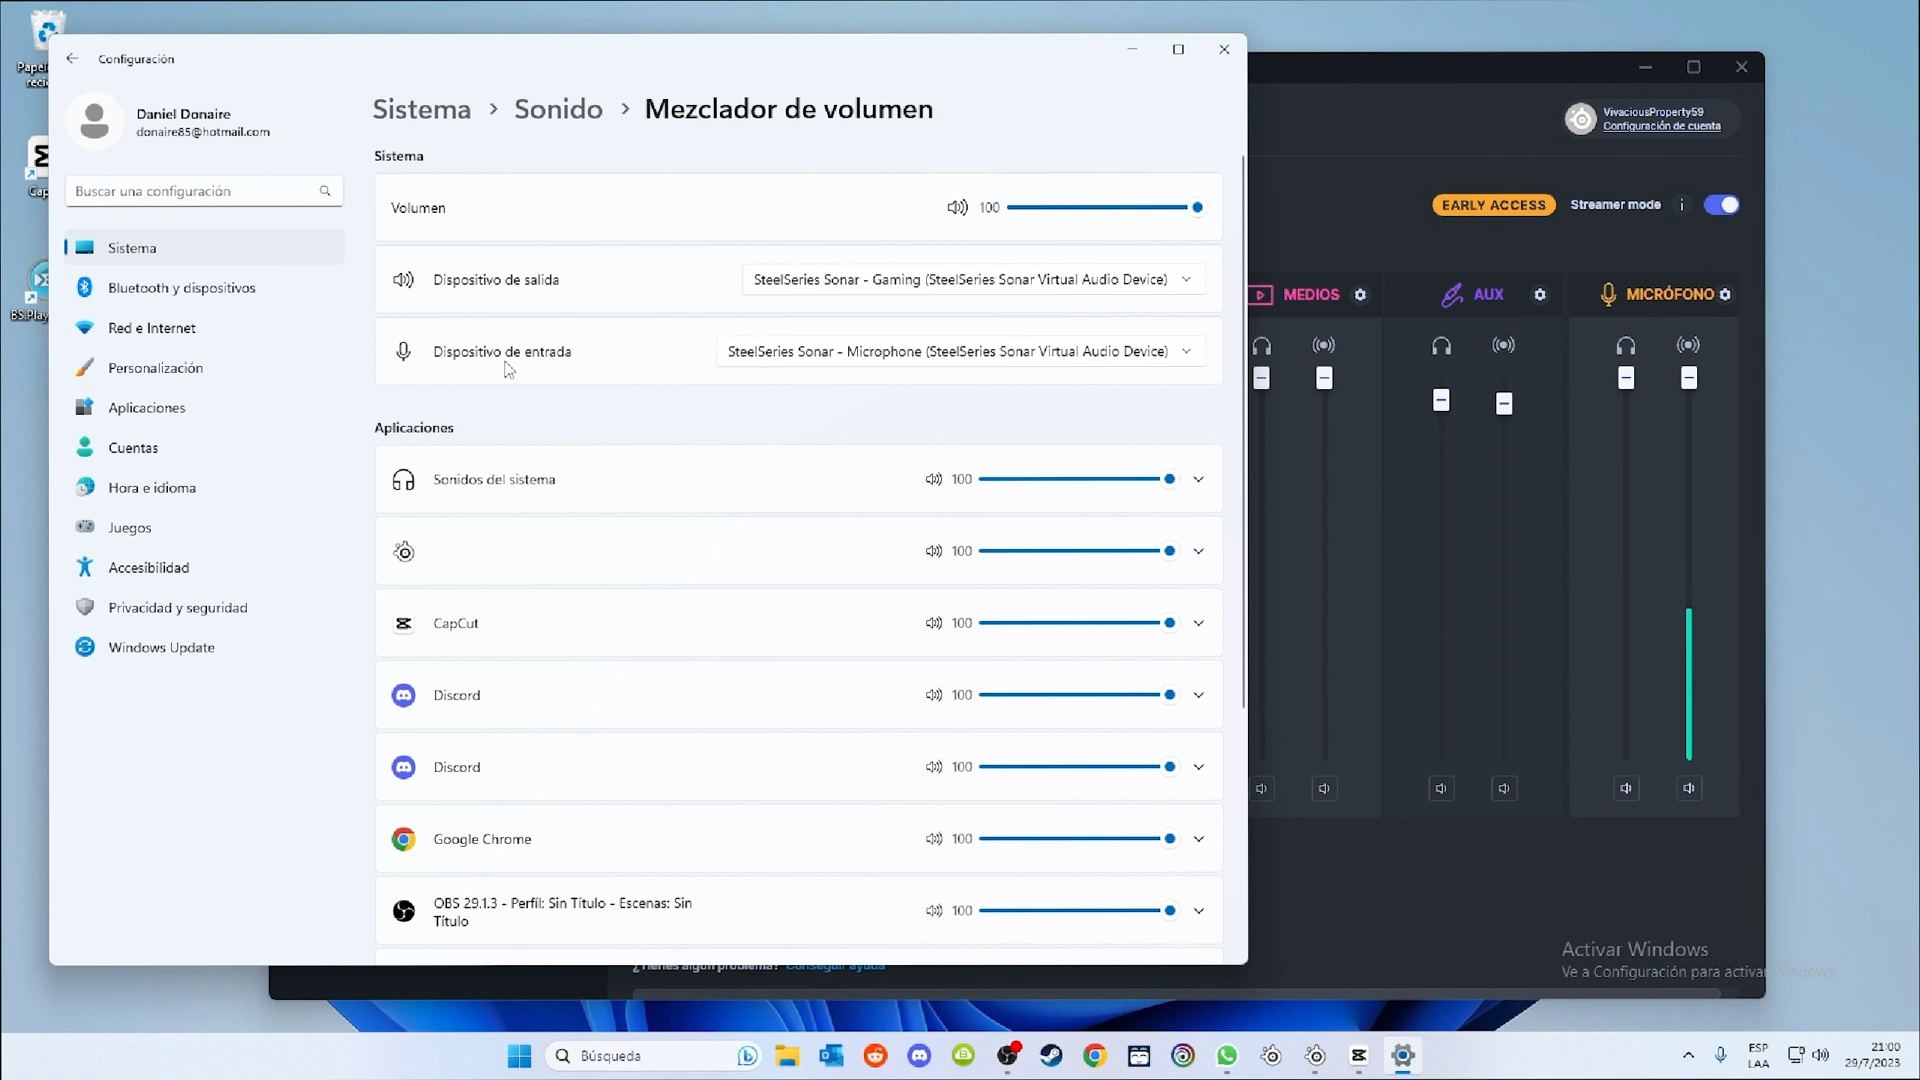 Configuración
Daniel Donaire
donaire85@hotmail.com
Buscar una configuración
Sistema
Bluetooth y dispositivos
Red e Internet
Personalización
Aplicaciones
Cuentas
Hora e idioma
Juegos
Accesibilidad
Privacidad y seguridad
Windows Update
Sistema > Sonido > Mezclador de volumen
Sistema
Volumen 100
Dispositivo de salida SteelSeries Sonar - Gaming (SteelSeries Sonar Virtual Audio Device)
Dispositivo de entrada SteelSeries Sonar - Microphone (SteelSeries Sonar Virtual Audio Device)
Aplicaciones
Sonidos del sistema 100
100
CapCut 100
Discord 100
Discord 100
Google Chrome 100
OBS 29.1.3 - Perfil: Sin Título - Escenas: Sin
Título
100
VivaciousProperty59
Configuración de cuenta
EARLY ACCESS Streamer mode
MEDIOS AUX MICRÓFONO
¿Tienes algún problema? Conseguir ayuda
Activar Windows
Ve a Configuración para activar Windows.
Búsqueda
ESP
LAA
21:00
29/7/2023